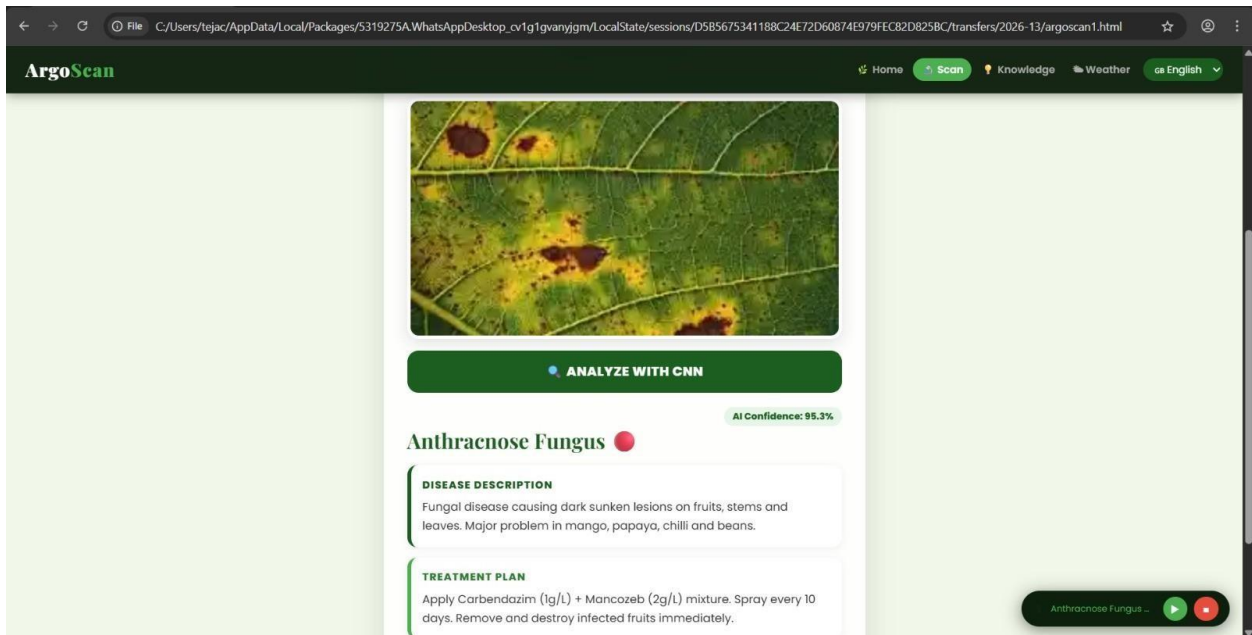 File C:/Users/tejac/AppData/Local/Packages/5319275A.WhatsAppDesktop_cv1g1gvanyjgm/LocalState/sessions/D5B5675341188C24E72D60874E979FEC82D825BC/transfers/2026-13/argoscan1.html
ArgoScan
Home Scan Knowledge Weather GB English
ANALYZE WITH CNN
AI Confidence: 95.3%
Anthracnose Fungus
DISEASE DESCRIPTION
Fungal disease causing dark sunken lesions on fruits, stems and
leaves. Major problem in mango, papaya, chilli and beans.
TREATMENT PLAN
Apply Carbendazim (1g/L) + Mancozeb (2g/L) mixture. Spray every 10
days. Remove and destroy infected fruits immediately.
Anthracnose Fungus ...